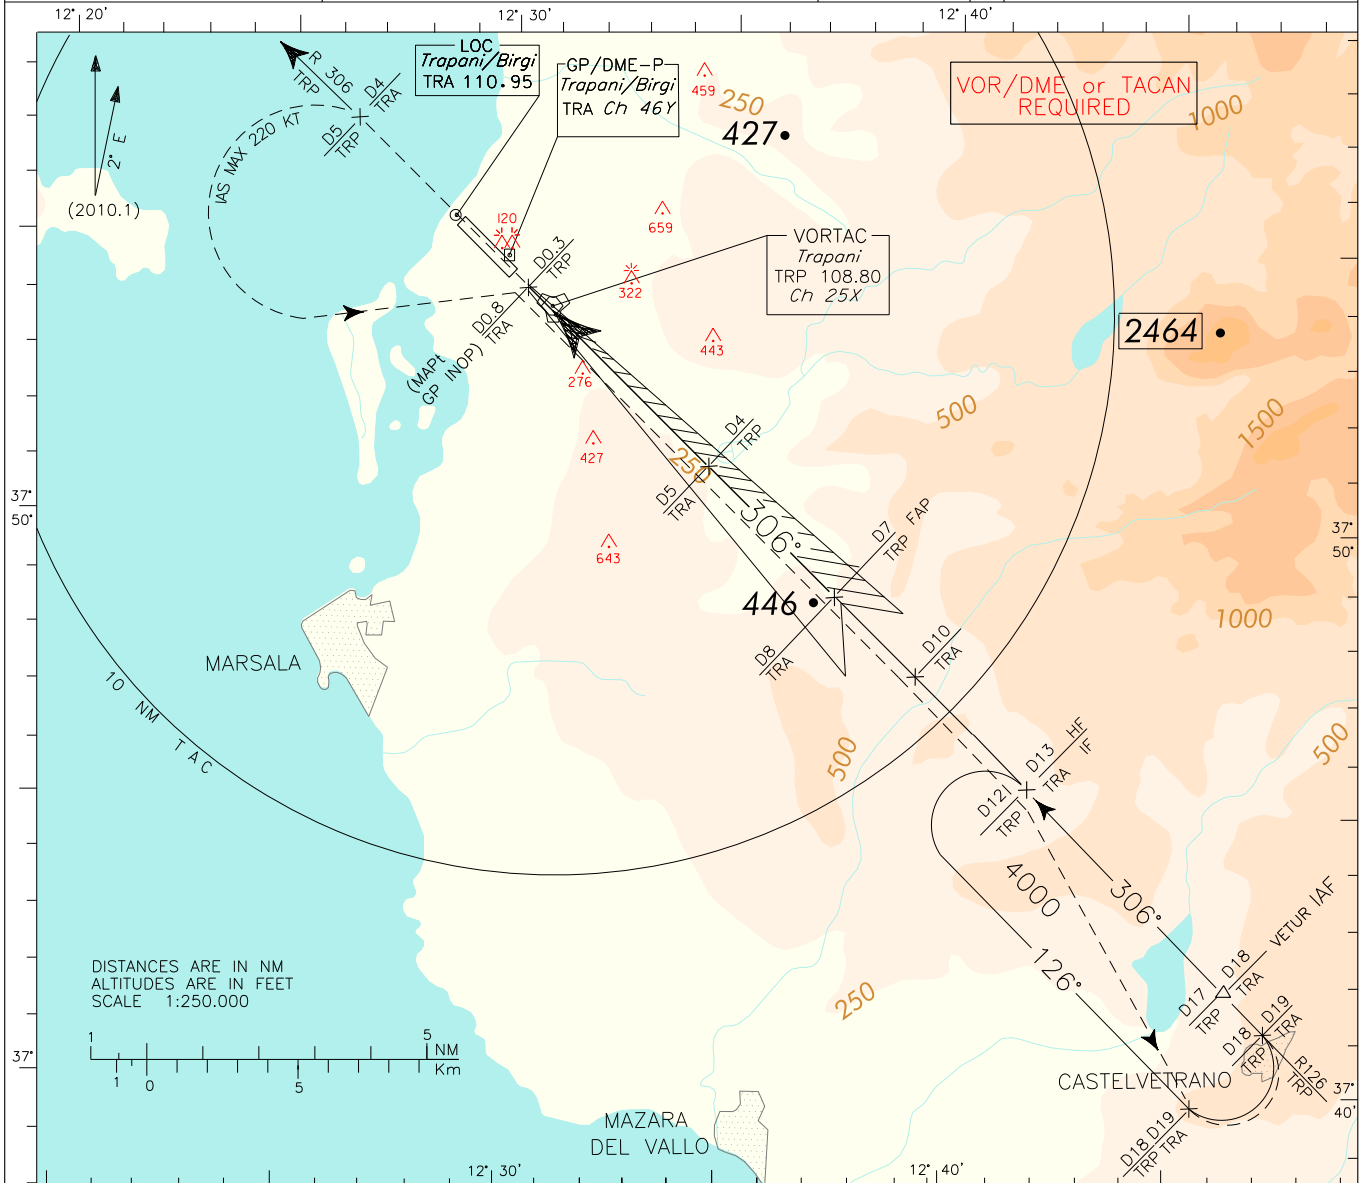 12° 20'
12° 30'
12° 40'
R 306
TRP
D4
TRA
D5
TRP
LOC
Trapani/Birgi
TRA 110.95
GP/DME-P
Trapani/Birgi
TRA Ch 46Y
459
250
427
VOR/DME or TACAN
REQUIRED
1000
2° E
(2010.1)
IAS MAX 220 KT
120
659
D0.3
TRP
322
VORTAC
Trapani
TRP 108.80
Ch 25X
2464
D0.8
TRA
(MAPt
GP INOP)
443
276
500
1500
427
D4
TRP
250
D5
TRA
306°
37°
50'
D7
TRP
FAP
37°
50'
643
446
1000
MARSALA
D8
TRA
D10
TRA
10 NM TAC
500
500
D13
TRA
HF
IF
D12
TRP
4000
306°
126°
VETUR IAF
D18
TRA
D17
TRP
DISTANCES ARE IN NM
ALTITUDES ARE IN FEET
SCALE 1:250.000
250
D19
TRA
D18
TRP
R126
TRP
1
5
NM
Km
1
0
5
37°
CASTELVETRANO
37°
40'
MAZARA
DEL VALLO
D18 D19
TRP TRA
12° 30'
12° 40'